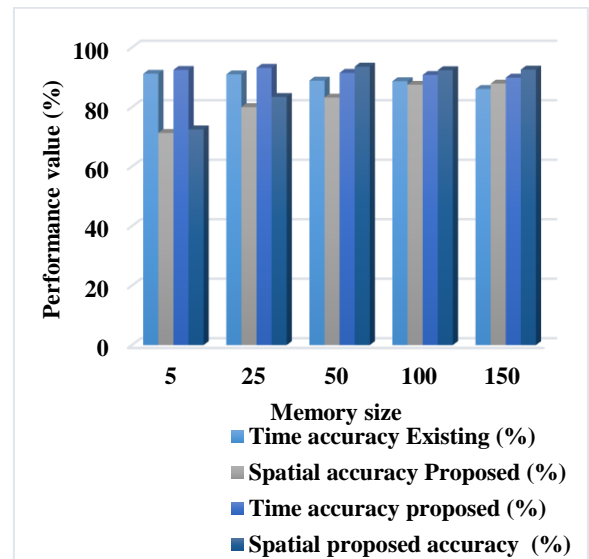 Performance value (%)
100
80
60
40
20
0
5 25 50 100 150
Memory size
Time accuracy Existing (%)
Spatial accuracy Proposed (%)
Time accuracy proposed (%)
Spatial proposed accuracy (%)